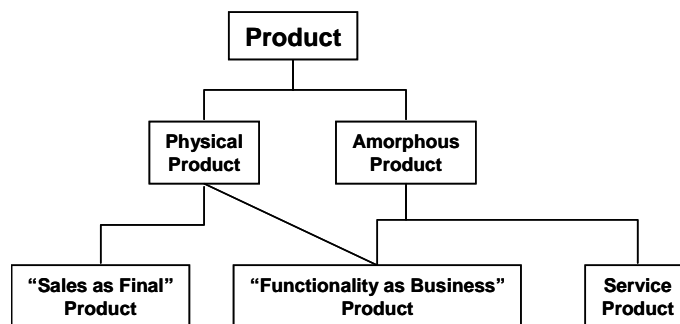 Product
Physical
Product
Amorphous
Product
“Sales as Final”
Product
“Functionality as Business”
Product
Service
Product